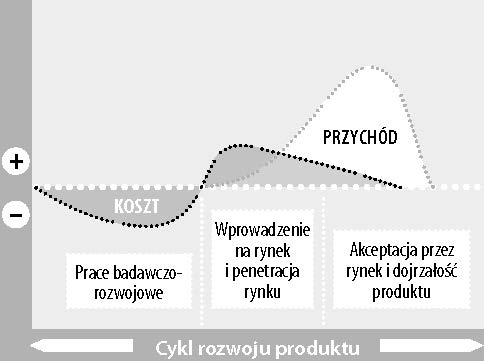 PRZYCHÓD
+
KOSZT
−
Wprowadzenie
na rynek
i penetracja
rynku
Akceptacja przez
rynek i dojrzałość
produktu
Prace badawczo-
rozwojowe
Cykl rozwoju produktu